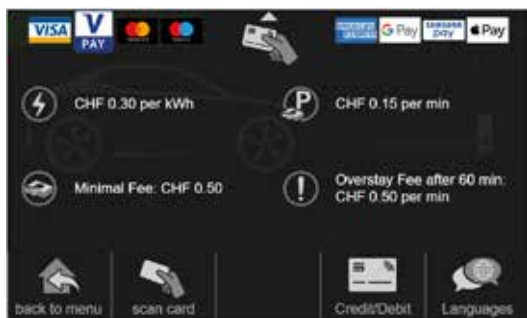 VISA
V
PAY
AMERICAN EXPRESS
G Pay
SAMSUNG
pay
Pay
CHF 0.30 per kWh
P
CHF 0.15 per min
Minimal Fee: CHF 0.50
!
Overstay Fee after 60 min:
CHF 0.50 per min
back to menu
scan card
Credit/Debit
Languages